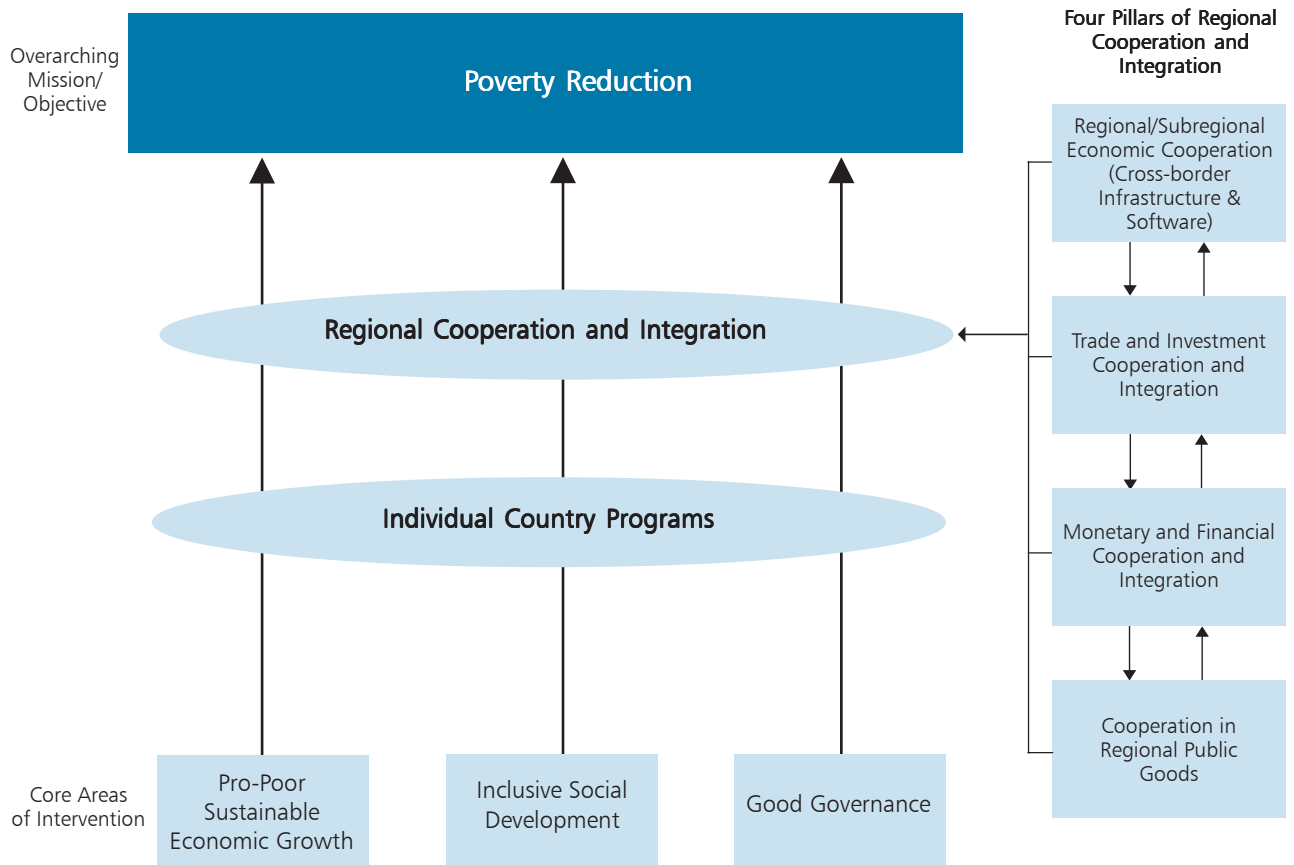 Overarching
Mission/
Objective
Poverty Reduction
Regional Cooperation and Integration
Individual Country Programs
Core Areas
of Intervention
Pro-Poor
Sustainable
Economic Growth
Inclusive Social
Development
Good Governance
Four Pillars of Regional
Cooperation and
Integration
Regional/Subregional
Economic Cooperation
(Cross-border
Infrastructure &
Software)
Trade and Investment
Cooperation and
Integration
Monetary and Financial
Cooperation and
Integration
Cooperation in
Regional Public
Goods